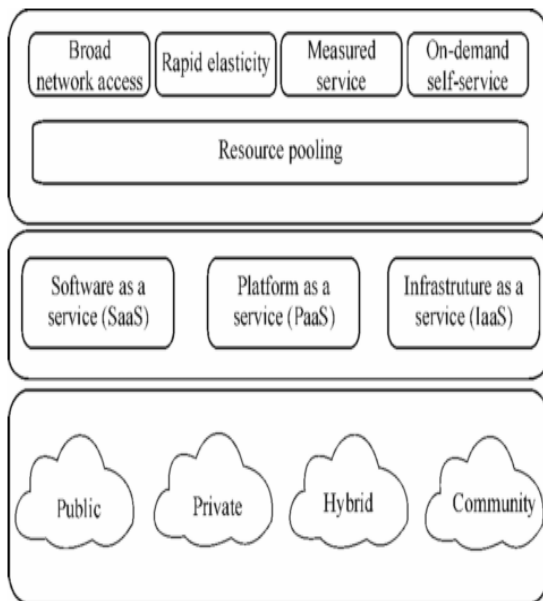 Broad
network access
Rapid elasticity
Measured
service
On-demand
self-service
Resource pooling
Software as a
service (SaaS)
Platform as a
service (PaaS)
Infrastruture as a
service (IaaS)
Public
Private
Hybrid
Community